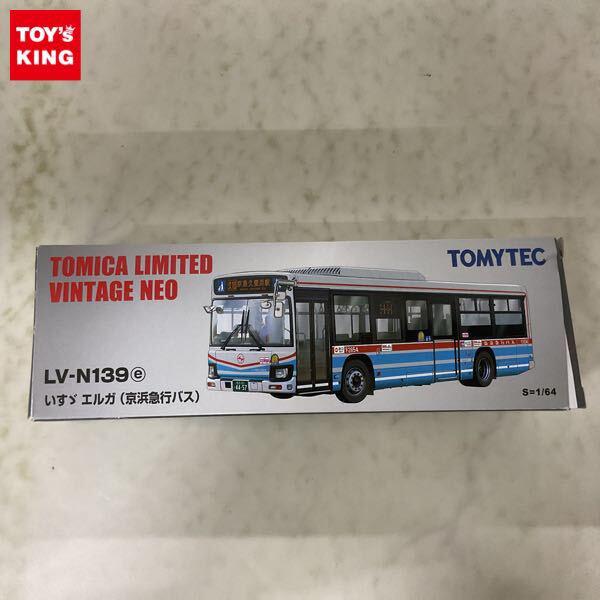 TOY's
KING
TOMICA LIMITED
VINTAGE NEO
TOMYTEC
LV-N139ⓔ
いすゞ エルガ (京浜急行バス)
S=1/64